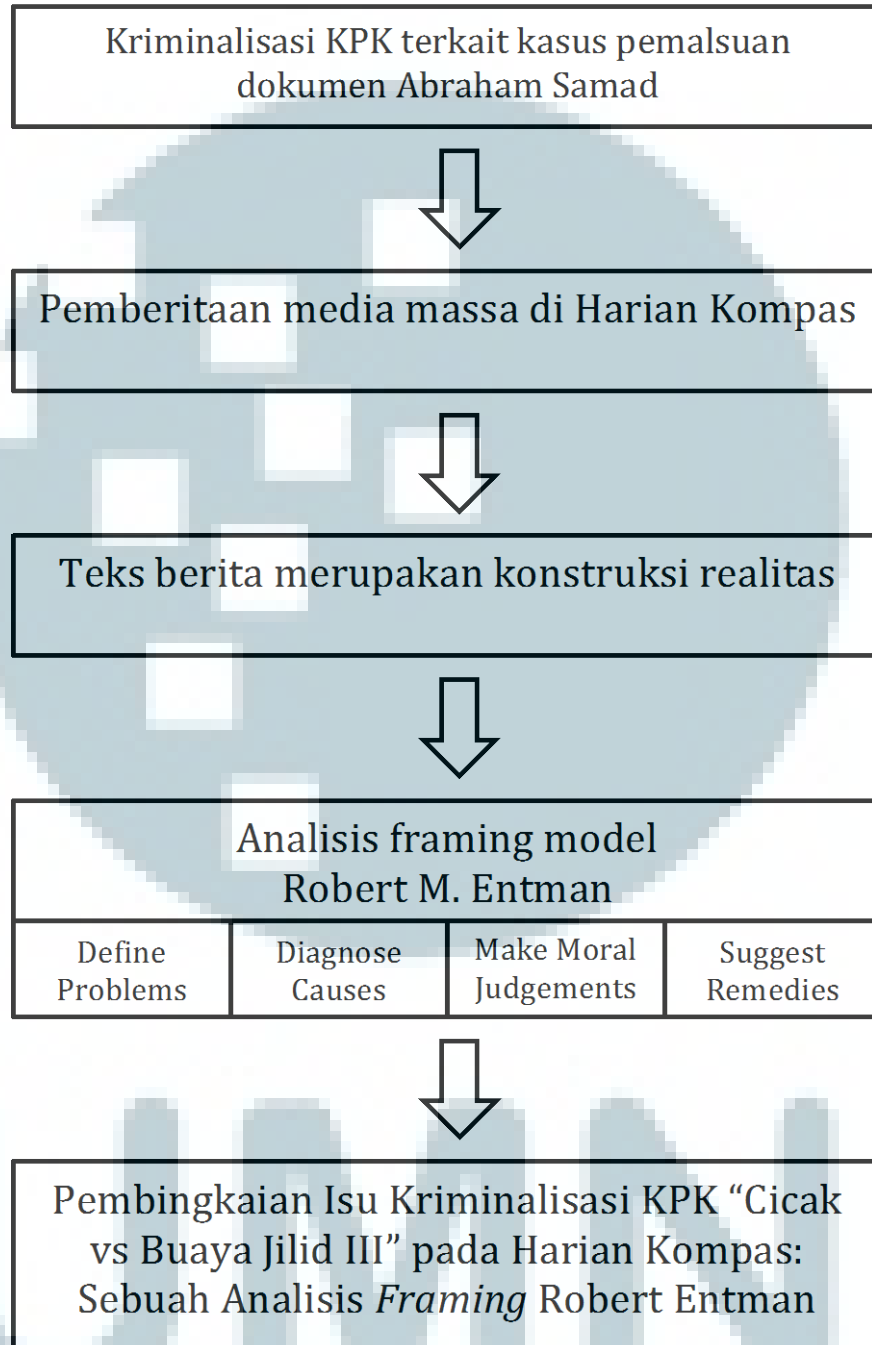 Kriminalisasi KPK terkait kasus pemalsuan
dokumen Abraham Samad
Pemberitaan media massa di Harian Kompas
Teks berita merupakan konstruksi realitas
Analisis framing model
Robert M. Entman
Define
Problems
Diagnose
Causes
Make Moral
Judgements
Suggest
Remedies
Pembingkaian Isu Kriminalisasi KPK “Cicak
vs Buaya Jilid III” pada Harian Kompas:
Sebuah Analisis Framing Robert Entman
UMN